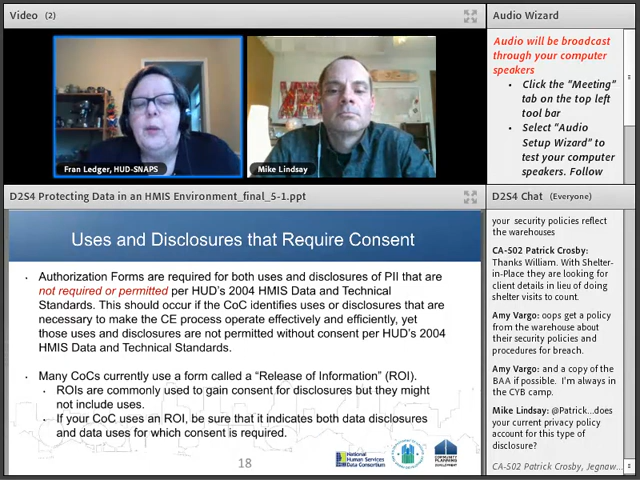 Video (2)
Fran Ledger, HUD-SNAPS
Mike Lindsay
Audio Wizard
Audio will be broadcast
through your computer
speakers
• Click the "Meeting"
tab on the top left
tool bar
• Select "Audio
Setup Wizard" to
test your computer
speakers. Follow
D2S4 Protecting Data in an HMIS Environment_final_5-1.ppt
Uses and Disclosures that Require Consent
• Authorization Forms are required for both uses and disclosures of PII that are
not required or permitted per HUD's 2004 HMIS Data and Technical
Standards. This should occur if the CoC identifies uses or disclosures that are
necessary to make the CE process operate effectively and efficiently, yet
those uses and disclosures are not permitted without consent per HUD's 2004
HMIS Data and Technical Standards.
• Many CoCs currently use a form called a "Release of Information" (ROI).
• ROIs are commonly used to gain consent for disclosures but they might
not include uses.
• If your CoC uses an ROI, be sure that it indicates both data disclosures
and data uses for which consent is required.
18
National
Human Services
Data Consortium
COMMUNITY PLANNING
DEVELOPMENT
D2S4 Chat (Everyone)
your security policies reflect
the warehouses
CA-502 Patrick Crosby:
Thanks William. With Shelter-
in-Place they are looking for
client details in lieu of doing
shelter visits to count.
Amy Vargo: oops get a policy
from the warehouse about
their security policies and
procedures for breach.
Amy Vargo: and a copy of the
BAA if possible. I'm always in
the CYB camp.
Mike Lindsay: @Patrick...does
your current privacy policy
account for this type of
disclosure?
CA-502 Patrick Crosby, Jegnaw...